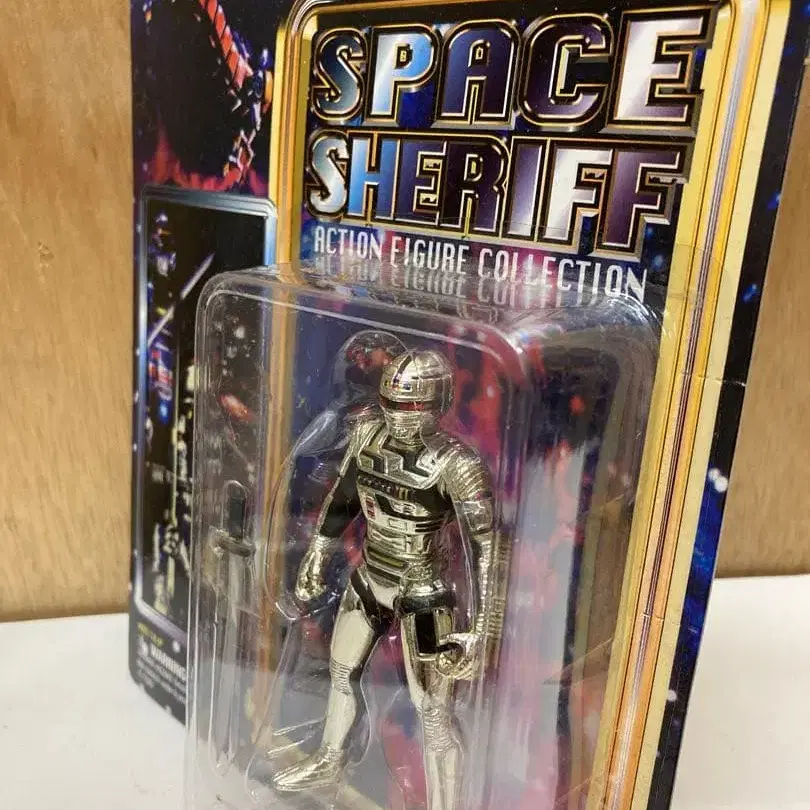 SPACE
SHERIFF
ACTION FIGURE COLLECTION
WARNING